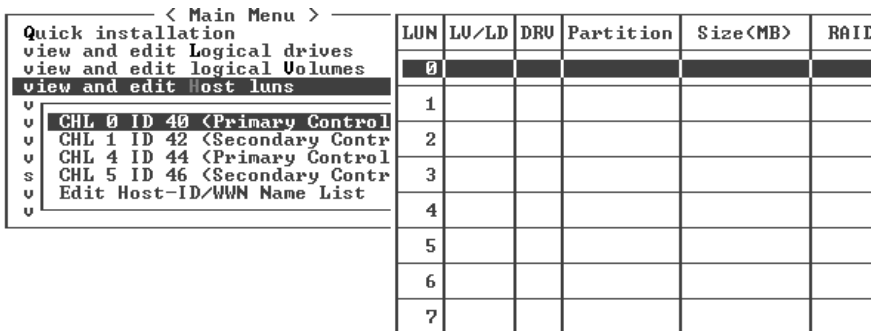 < Main Menu >
Quick installation
view and edit Logical drives
view and edit logical Volumes
view and edit Host luns
v
v CHL 0 ID 40 (Primary Control
v CHL 1 ID 42 (Secondary Contr
v CHL 4 ID 44 (Primary Control
s CHL 5 ID 46 (Secondary Contr
v Edit Host-ID/WWN Name List
v
LUN LV/LD DRV Partition Size(MB) RAID
0
1
2
3
4
5
6
7